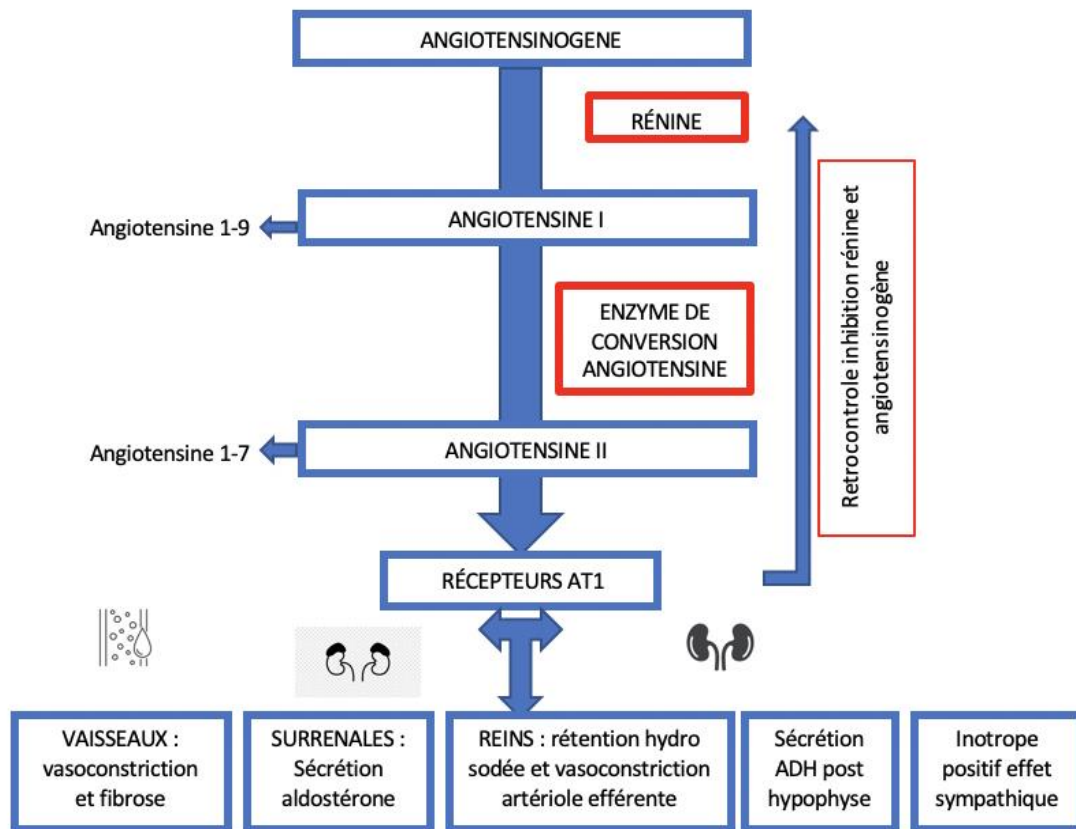 ANGIOTENSINOGENE
RÉNINE
Angiotensine 1-9
ANGIOTENSINE I
ENZYME DE
CONVERSION
ANGIOTENSINE
Retrocontrole inhibition rénine et
angiotensinogène
Angiotensine 1-7
ANGIOTENSINE II
RÉCEPTEURS AT1
VAISSEAUX :
vasoconstriction
et fibrose
SURRENALES :
Sécrétion
aldostérone
REINS : rétention hydro
sodée et vasoconstriction
artériole efférente
Sécrétion
ADH post
hypophyse
Inotrope
positif effet
sympathique